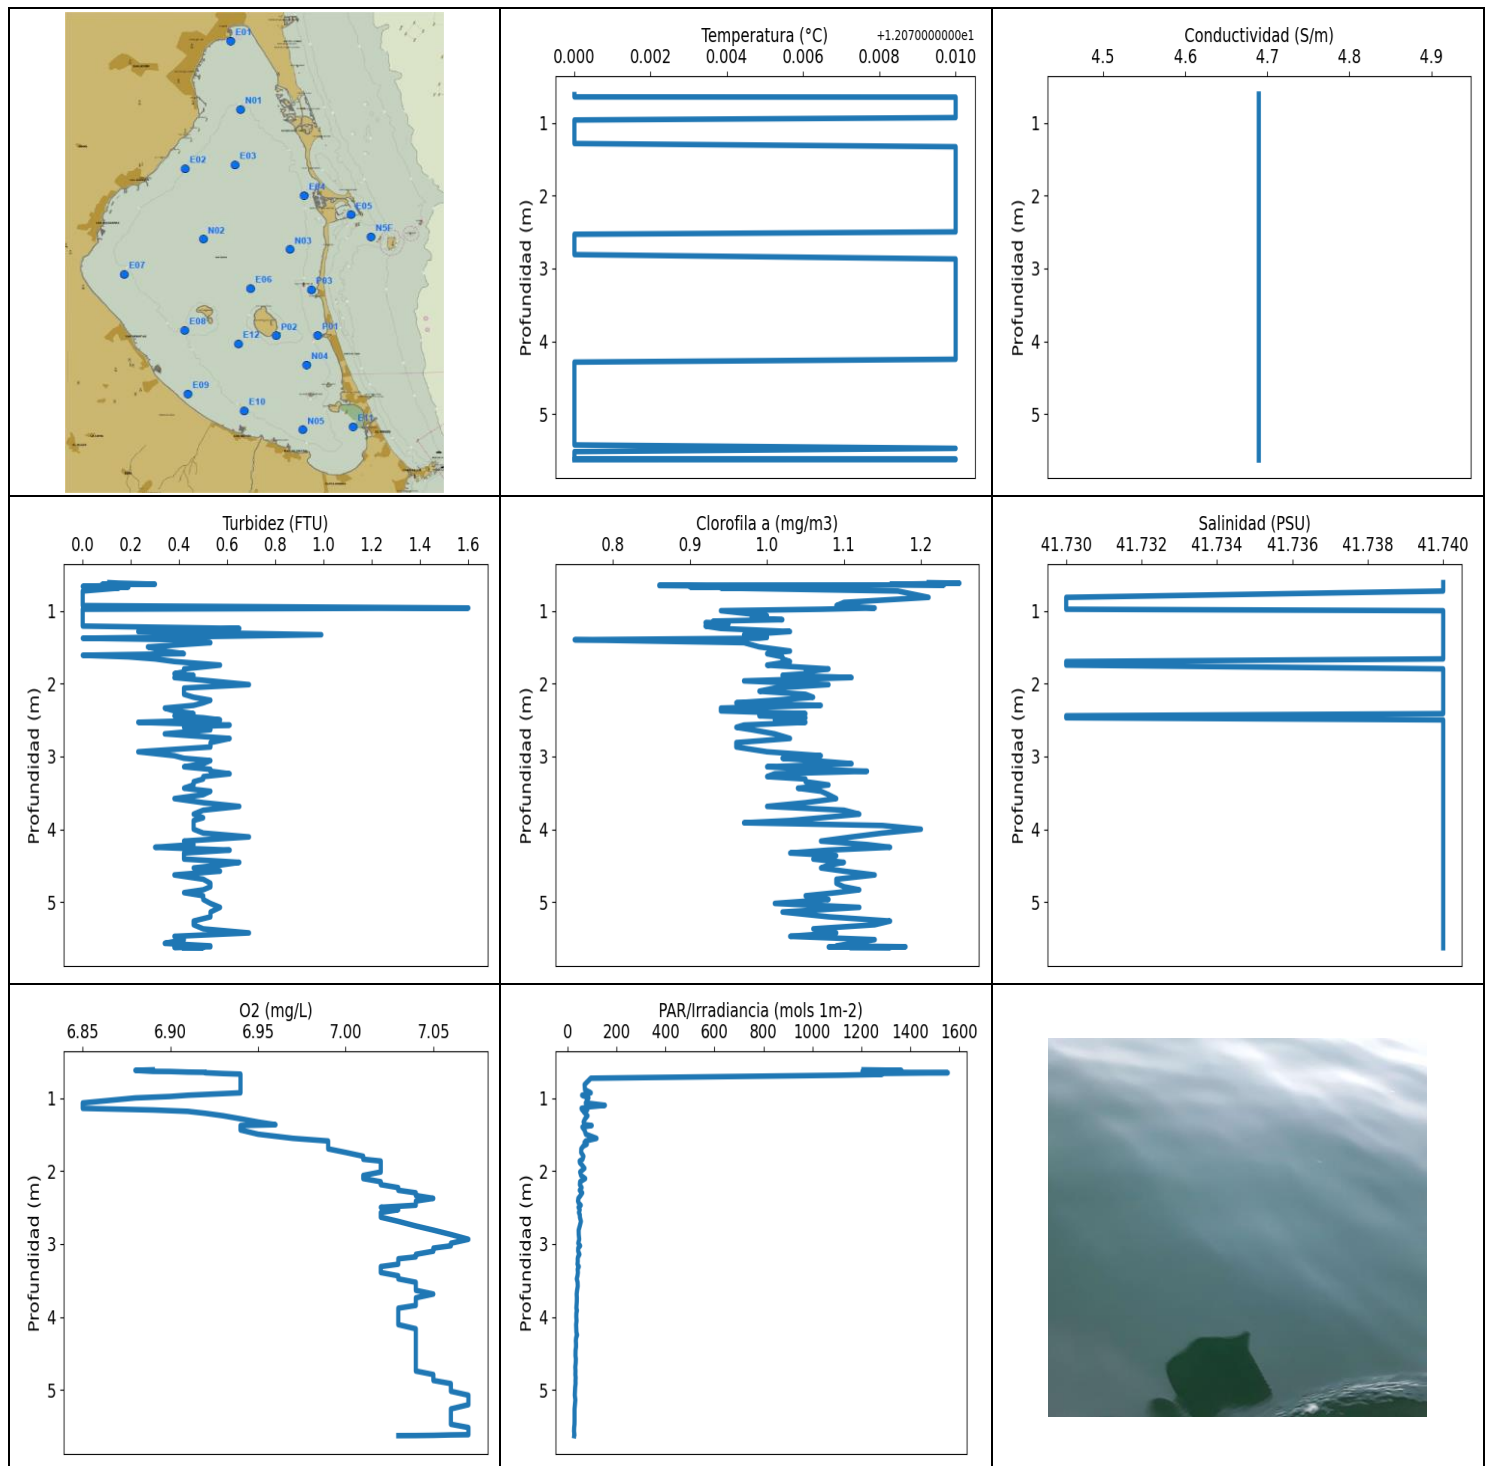 E01
N01
E02
E03
E04
E05
N02
N5F
N03
E07
E06
P03
E08
P02
P01
E12
N04
E09
E10
N05
E11
Temperatura (°C)
+1.2070000000e1
0.000 0.002 0.004 0.006 0.008 0.010
Profundidad (m)
1
2
3
4
5
Conductividad (S/m)
4.5 4.6 4.7 4.8 4.9
Profundidad (m)
1
2
3
4
5
Turbidez (FTU)
0.0 0.2 0.4 0.6 0.8 1.0 1.2 1.4 1.6
Profundidad (m)
1
2
3
4
5
Clorofila a (mg/m3)
0.8 0.9 1.0 1.1 1.2
Profundidad (m)
1
2
3
4
5
Salinidad (PSU)
41.730 41.732 41.734 41.736 41.738 41.740
Profundidad (m)
1
2
3
4
5
O2 (mg/L)
6.85 6.90 6.95 7.00 7.05
Profundidad (m)
1
2
3
4
5
PAR/Irradiancia (mols 1m-2)
0 200 400 600 800 1000 1200 1400 1600
Profundidad (m)
1
2
3
4
5